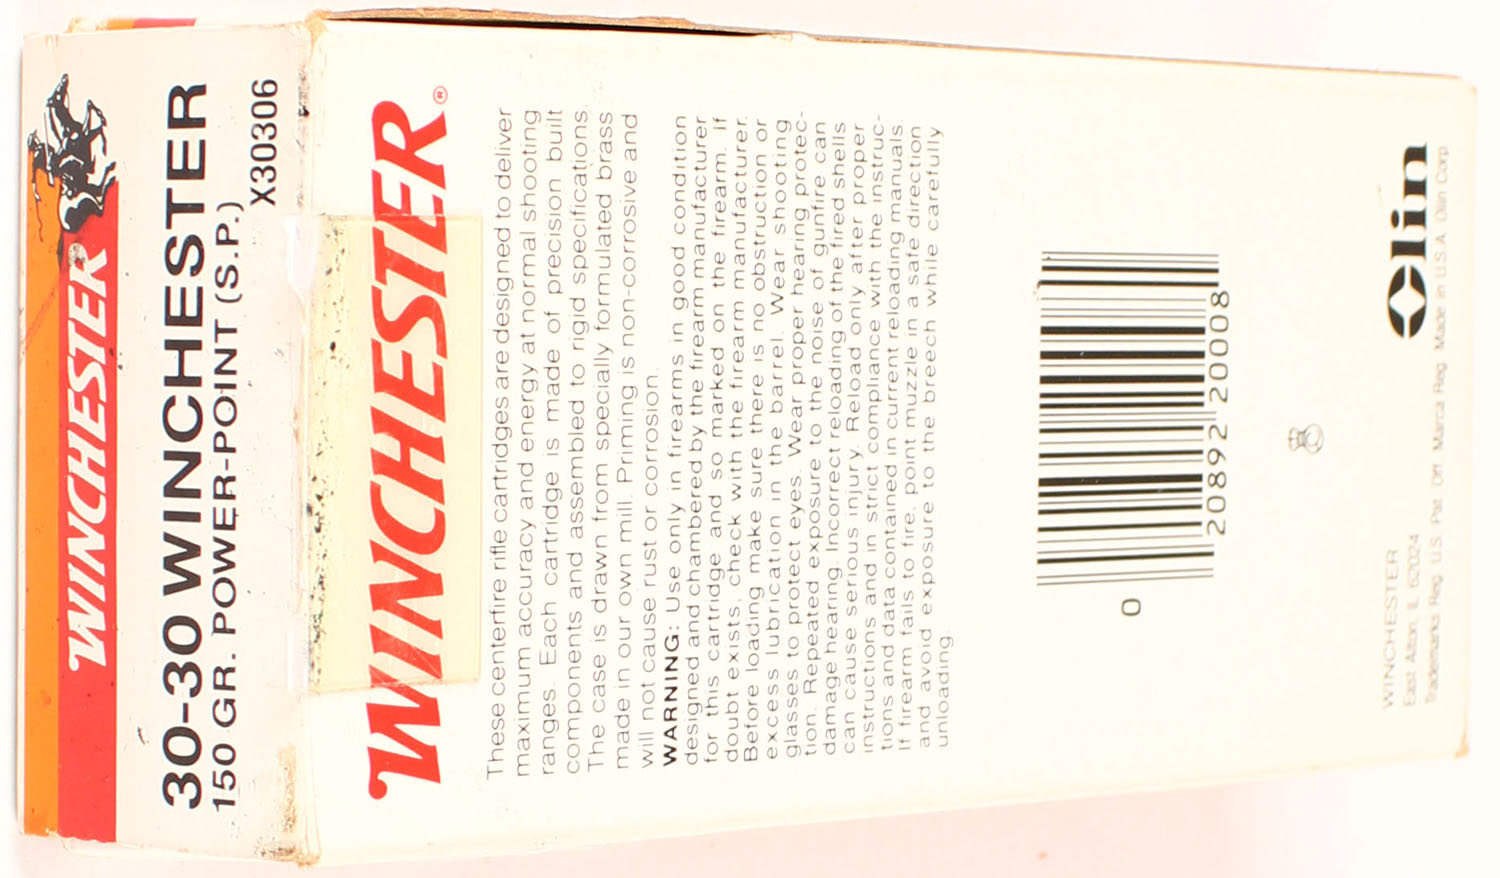 WINCHESTER
30-30 WINCHESTER
150 GR. POWER-POINT (S.P.)
X30306
WINCHESTER®
These centerfire rifle cartridges are designed to deliver
maximum accuracy and energy at normal shooting
ranges. Each cartridge is made of precision built
components and assembled to rigid specifications.
The case is drawn from specially formulated brass
made in our own mill. Priming is non-corrosive and
will not cause rust or corrosion.
WARNING: Use only in firearms in good condition
designed and chambered by the firearm manufacturer
for this cartridge and so marked on the firearm. If
doubt exists, check with the firearm manufacturer.
Before loading make sure there is no obstruction or
excess lubrication in the barrel. Wear shooting
glasses to protect eyes. Wear proper hearing protec-
tion. Repeated exposure to the noise of gunfire can
damage hearing. Incorrect reloading of the fired shells
can cause serious injury. Reload only after proper
instructions and in strict compliance with the instruc-
tions and data contained in current reloading manuals.
If firearm fails to fire, point muzzle in a safe direction
and avoid exposure to the breech while carefully
unloading.
0 20892 20008
WINCHESTER
East Alton, IL 62024
Trademarks Reg. U.S. Pat. Off. Marca Reg. Made in U.S.A. Olin Corp
Olin